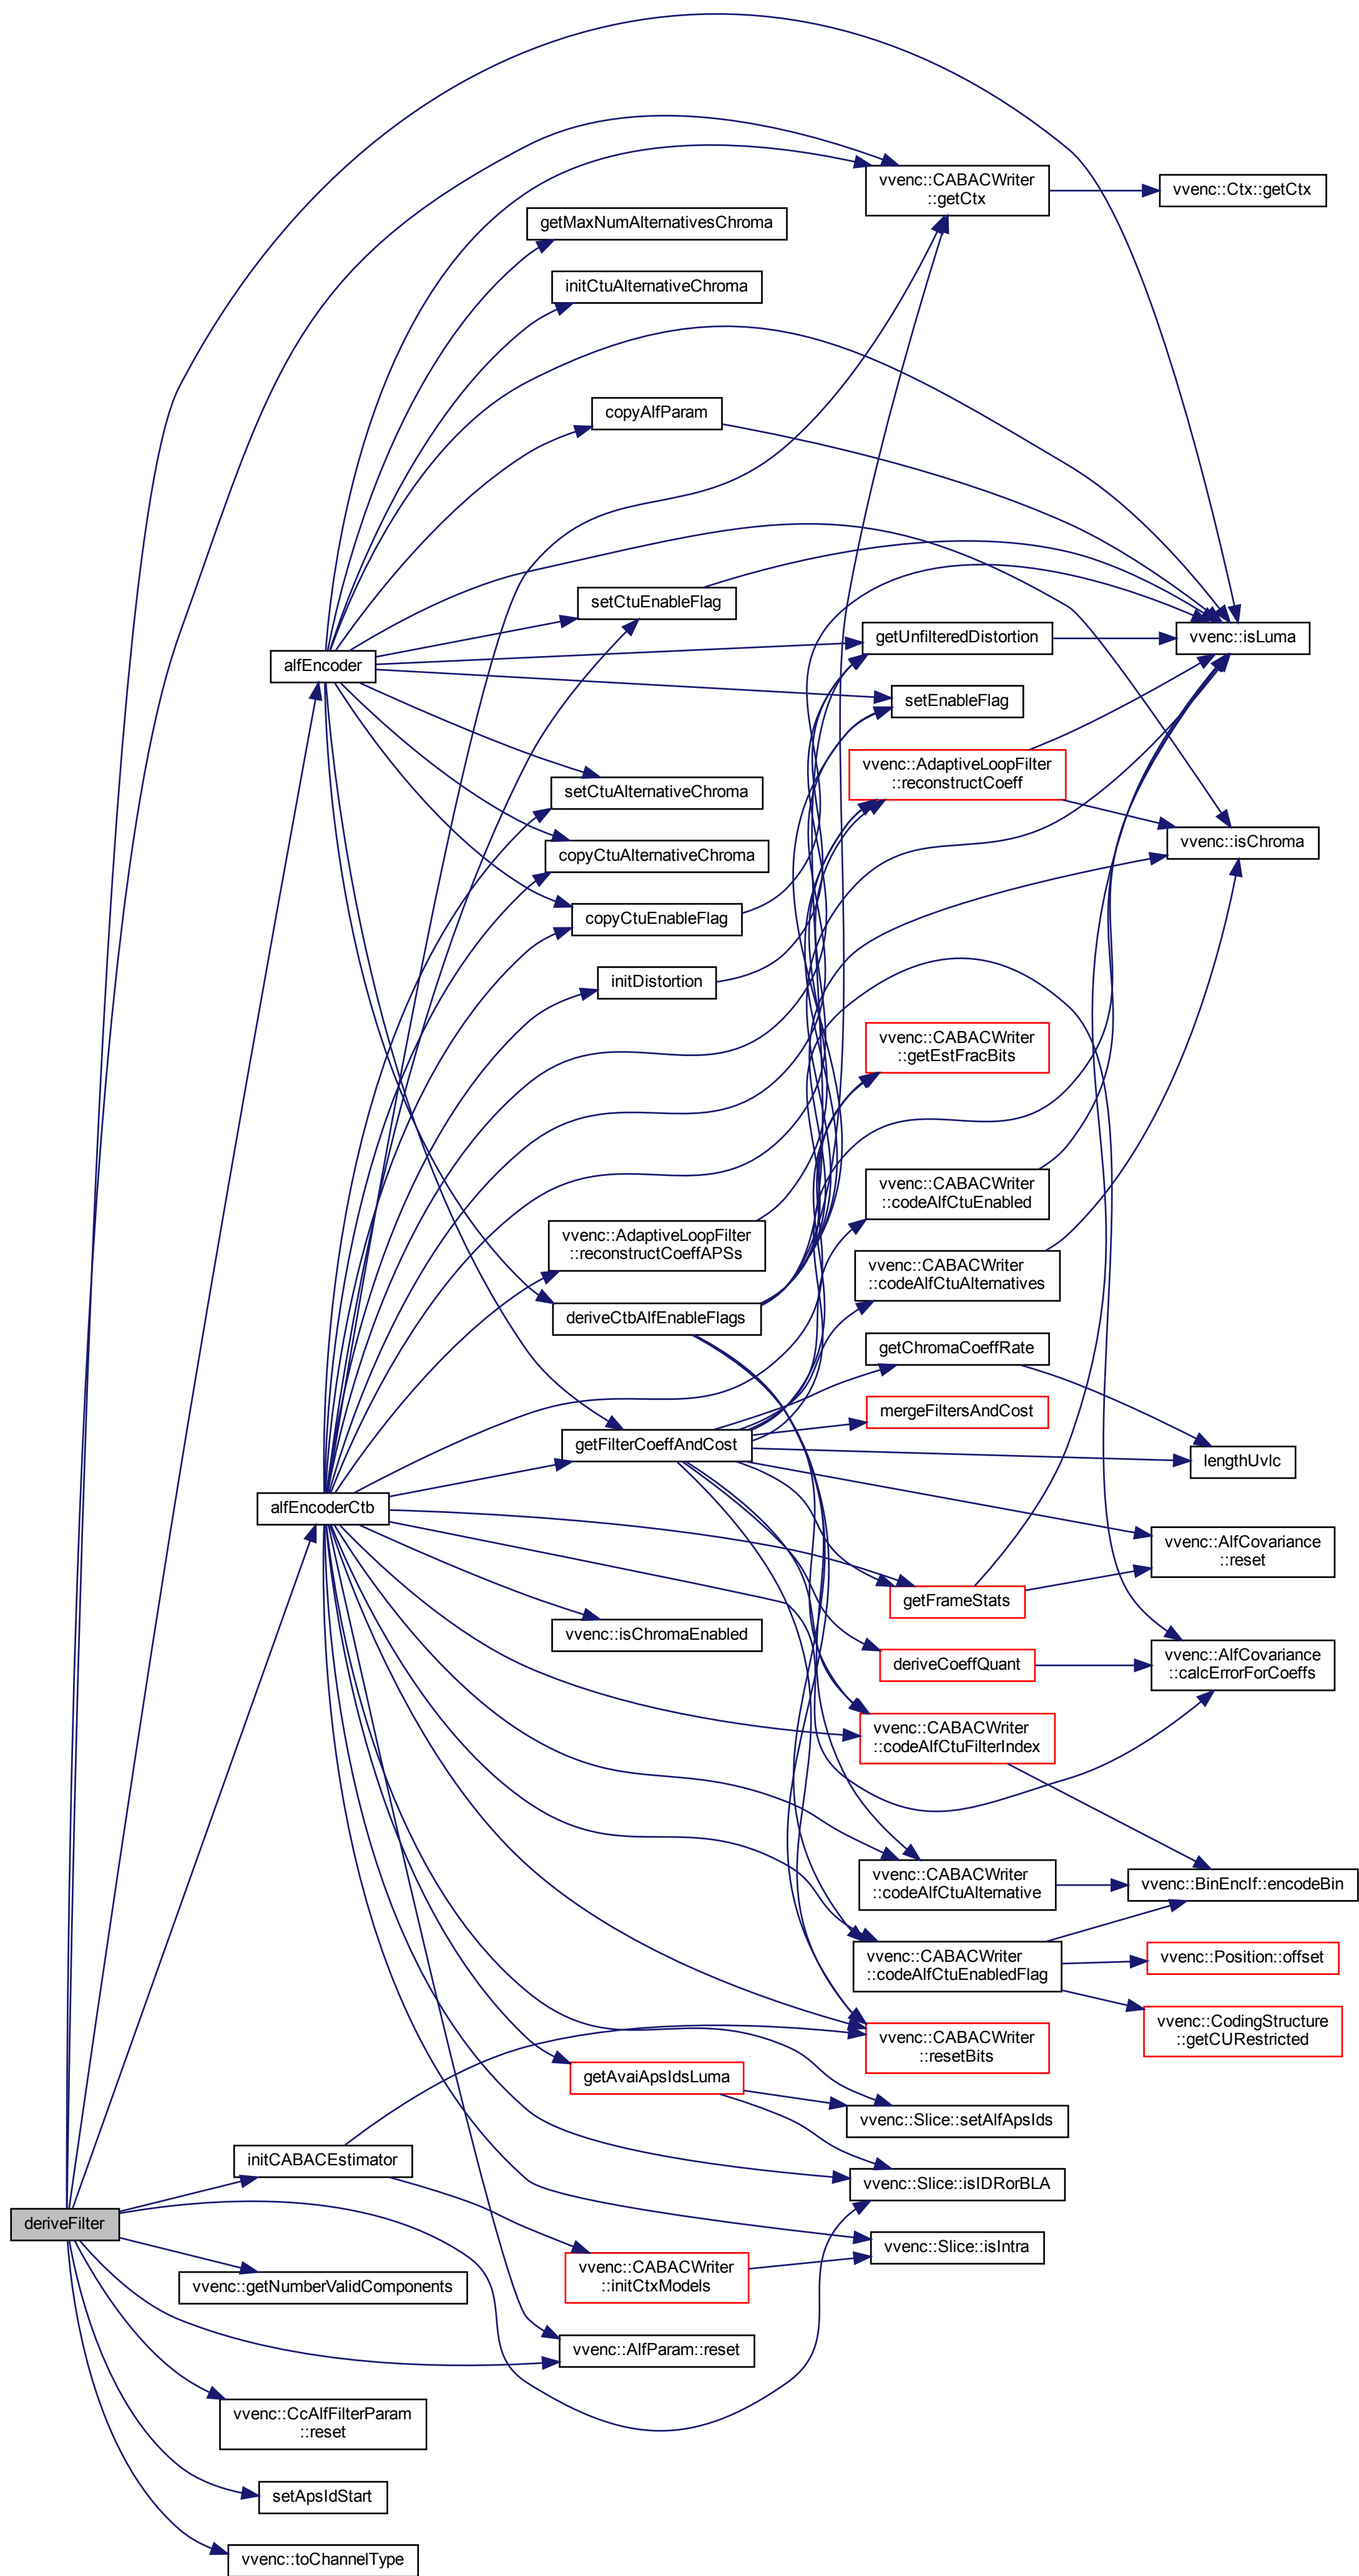 vvenc::CABACWriter
::getCtx
vvenc::Ctx::getCtx
getMaxNumAlternativesChroma
initCtuAlternativeChroma
copyAlfParam
setCtuEnableFlag
getUnfilteredDistortion
vvenc::isLuma
alfEncoder
setEnableFlag
vvenc::AdaptiveLoopFilter
::reconstructCoeff
setCtuAlternativeChroma
copyCtuAlternativeChroma
vvenc::isChroma
copyCtuEnableFlag
initDistortion
vvenc::CABACWriter
::getEstFracBits
vvenc::CABACWriter
::codeAlfCtuEnabled
vvenc::AdaptiveLoopFilter
::reconstructCoeffAPSs
vvenc::CABACWriter
::codeAlfCtuAlternatives
deriveCtbAlfEnableFlags
getChromaCoeffRate
mergeFiltersAndCost
getFilterCoeffAndCost
lengthUvlc
alfEncoderCtb
vvenc::AlfCovariance
::reset
getFrameStats
vvenc::isChromaEnabled
deriveCoeffQuant
vvenc::AlfCovariance
::calcErrorForCoeffs
vvenc::CABACWriter
::codeAlfCtuFilterIndex
vvenc::CABACWriter
::codeAlfCtuAlternative
vvenc::BinEncIf::encodeBin
vvenc::CABACWriter
::codeAlfCtuEnabledFlag
vvenc::Position::offset
vvenc::CodingStructure
::getCURestricted
vvenc::CABACWriter
::resetBits
getAvaiApsIdsLuma
vvenc::Slice::setAlfApsIds
initCABACEstimator
vvenc::Slice::isIDRorBLA
deriveFilter
vvenc::Slice::isIntra
vvenc::getNumberValidComponents
vvenc::CABACWriter
::initCtxModels
vvenc::AlfParam::reset
vvenc::CcAlfFilterParam
::reset
setApsIdStart
vvenc::toChannelType